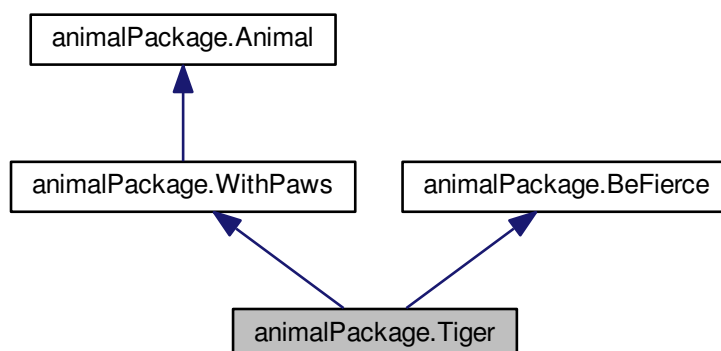 animalPackage.Animal
animalPackage.WithPaws
animalPackage.BeFierce
animalPackage.Tiger